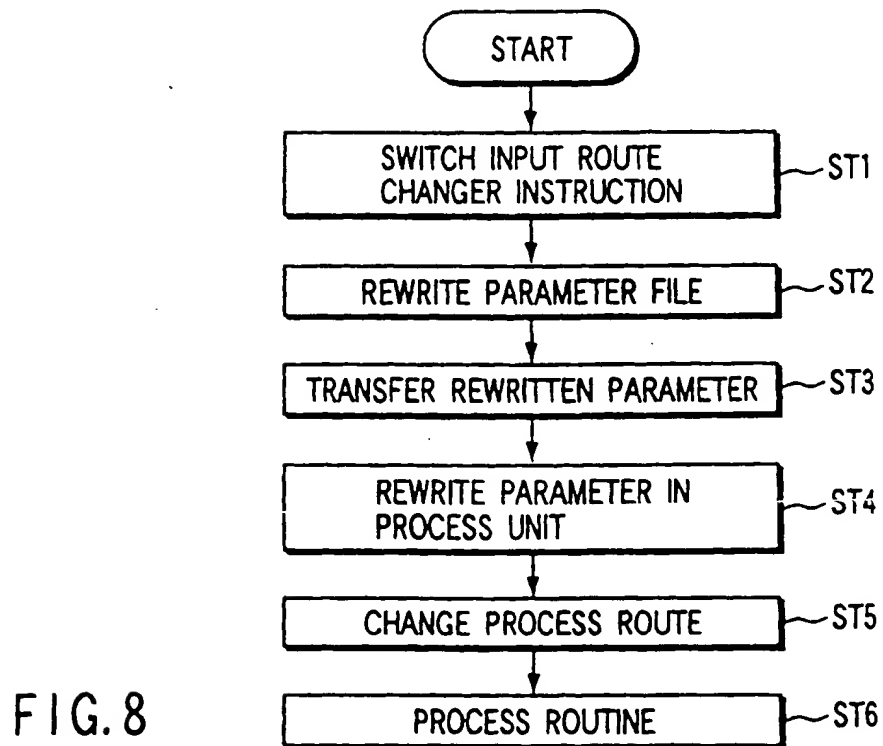 START
SWITCH INPUT ROUTE
CHANGER INSTRUCTION
ST1
REWRITE PARAMETER FILE
ST2
TRANSFER REWRITTEN PARAMETER
ST3
REWRITE PARAMETER IN
PROCESS UNIT
ST4
CHANGE PROCESS ROUTE
ST5
PROCESS ROUTINE
ST6
FIG. 8